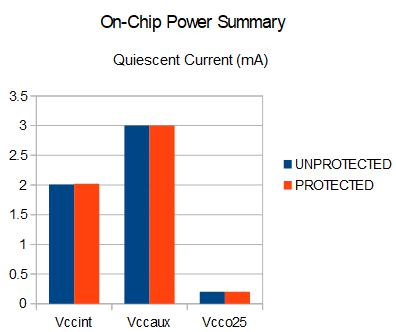 On-Chip Power Summary
Quiescent Current (mA)
3.5
3
2.5
2
1.5
1
0.5
0
Vccint Vccaux Vcco25
UNPROTECTED
PROTECTED